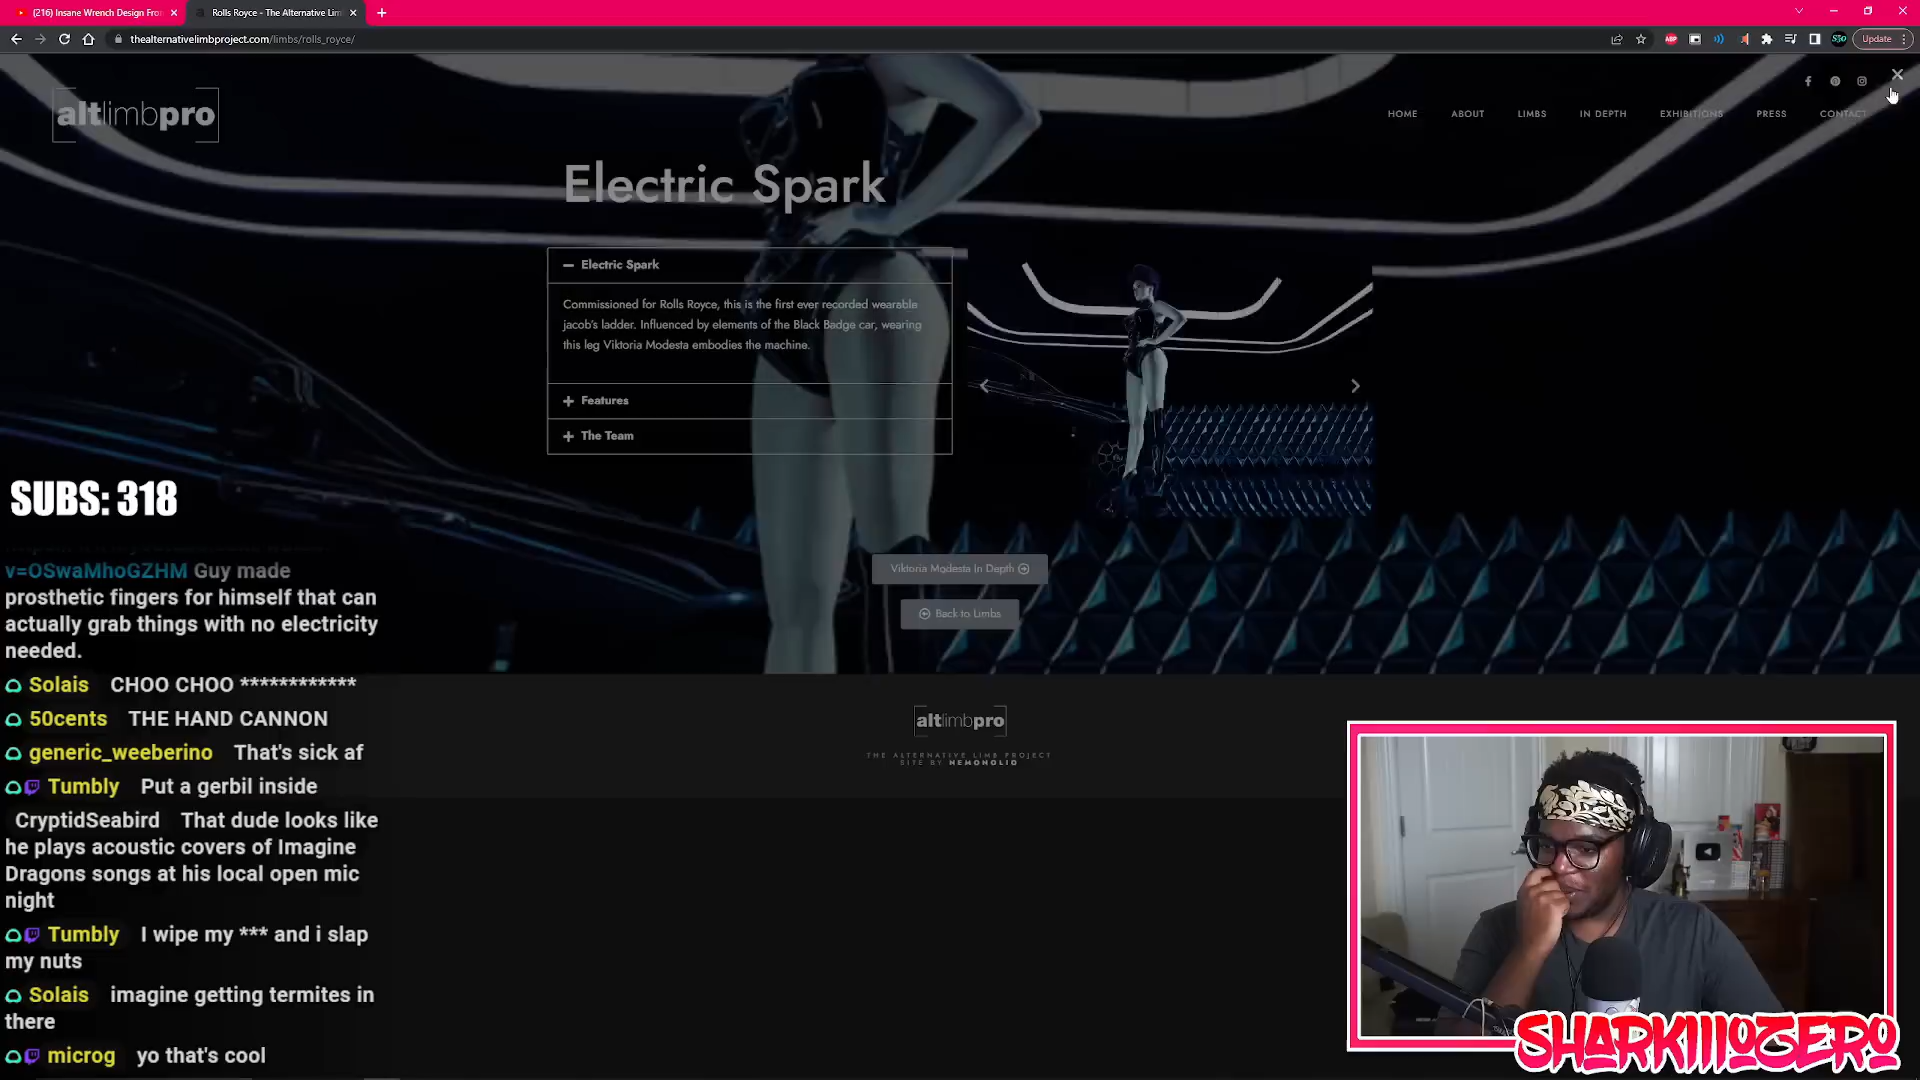 (216) Insane Wrench Design Fro
Rolls Royce - The Alternative Lim
thealternativelimbproject.com/limbs/rolls_royce/
ABP
S30
Update
altlimbpro
HOME ABOUT LIMBS IN DEPTH EXHIBITIONS PRESS CONTACT
Electric Spark
Electric Spark
Commissioned for Rolls Royce, this is the first ever recorded wearable
jacob's ladder. Influenced by elements of the Black Badge car, wearing
this leg Viktoria Modesta embodies the machine.
Features
The Team
Viktoria Modesta In Depth
Back to Limbs
altlimbpro
THE ALTERNATIVE LIMB PROJECT
SITE BY NEMONOLIO
SUBS: 318
v=OSwaMhoGZHM Guy made
prosthetic fingers for himself that can
actually grab things with no electricity
needed.
Solais CHOO CHOO ************
50cents THE HAND CANNON
generic_weeberino That's sick af
Tumbly Put a gerbil inside
CryptidSeabird That dude looks like
he plays acoustic covers of Imagine
Dragons songs at his local open mic
night
Tumbly I wipe my *** and i slap
my nuts
Solais imagine getting termites in
there
microg yo that's cool
SHARKIIIOZERO